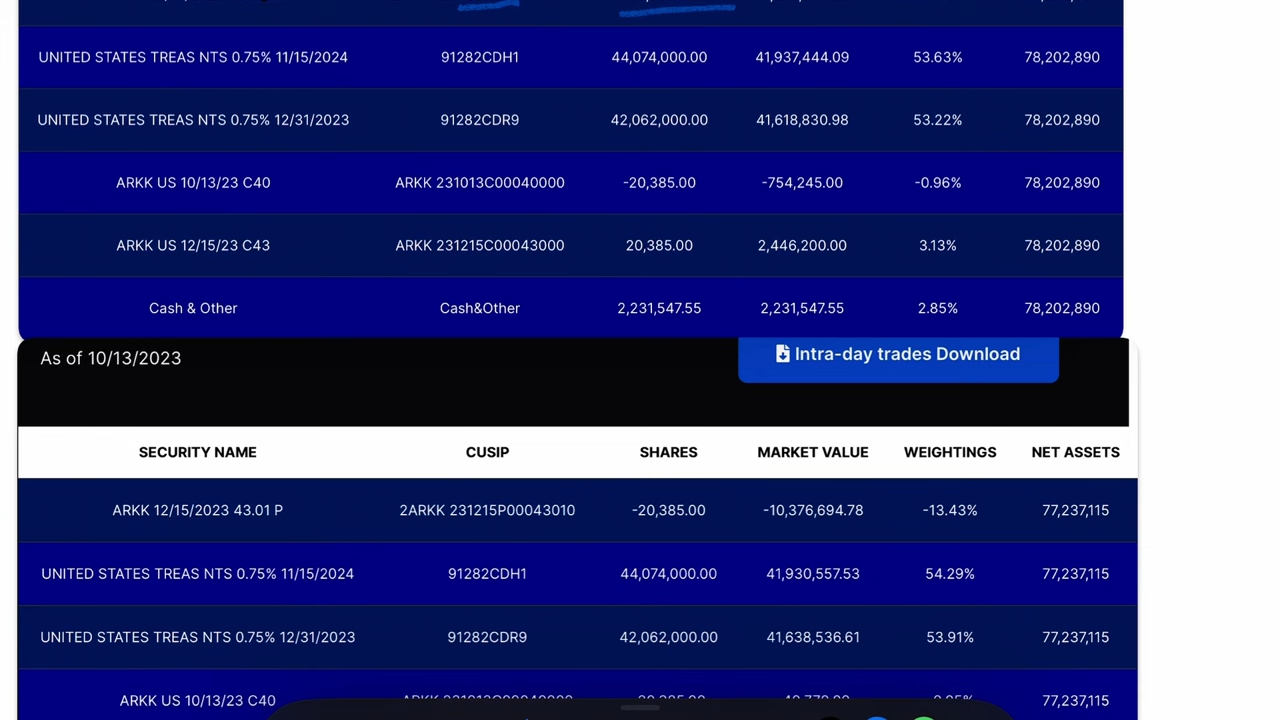 UNITED STATES TREAS NTS 0.75% 11/15/2024 91282CDH1 44,074,000.00 41,937,444.09 53.63% 78,202,890
UNITED STATES TREAS NTS 0.75% 12/31/2023 91282CDR9 42,062,000.00 41,618,830.98 53.22% 78,202,890
ARKK US 10/13/23 C40 ARKK 231013C00040000 -20,385.00 -754,245.00 -0.96% 78,202,890
ARKK US 12/15/23 C43 ARKK 231215C00043000 20,385.00 2,446,200.00 3.13% 78,202,890
Cash & Other Cash&Other 2,231,547.55 2,231,547.55 2.85% 78,202,890
As of 10/13/2023 Intra-day trades Download
SECURITY NAME CUSIP SHARES MARKET VALUE WEIGHTINGS NET ASSETS
ARKK 12/15/2023 43.01 P 2ARKK 231215P00043010 -20,385.00 -10,376,694.78 -13.43% 77,237,115
UNITED STATES TREAS NTS 0.75% 11/15/2024 91282CDH1 44,074,000.00 41,930,557.53 54.29% 77,237,115
UNITED STATES TREAS NTS 0.75% 12/31/2023 91282CDR9 42,062,000.00 41,638,536.61 53.91% 77,237,115
ARKK US 10/13/23 C40 77,237,115